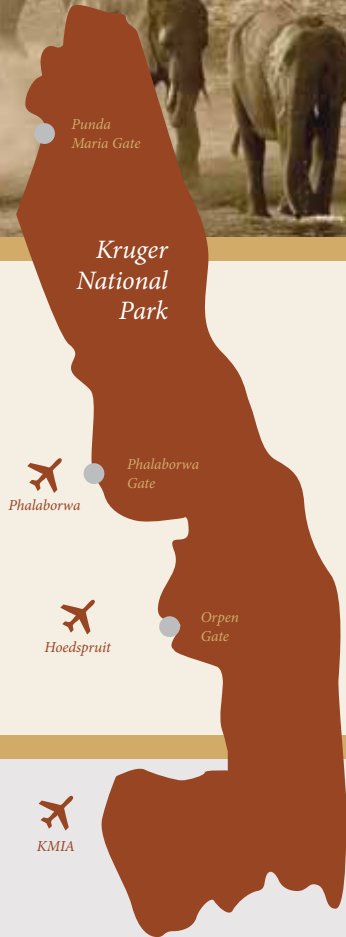 Punda
Maria Gate
Kruger
National
Park
Phalaborwa
Gate
Phalaborwa
Orpen
Gate
Hoedspruit
KMIA